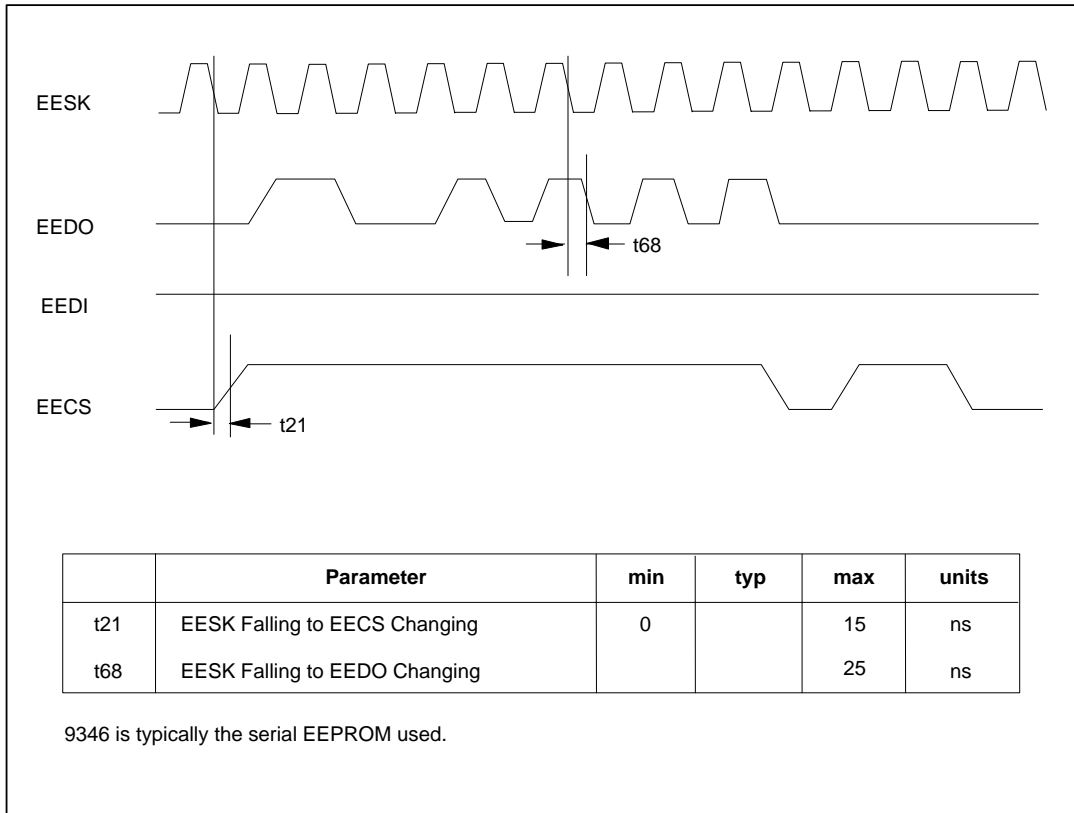 EESK
EEDO
t68
EEDI
EECS
t21
Parameter min typ max units
t21 EESK Falling to EECS Changing 0 15 ns
t68 EESK Falling to EEDO Changing 25 ns
9346 is typically the serial EEPROM used.